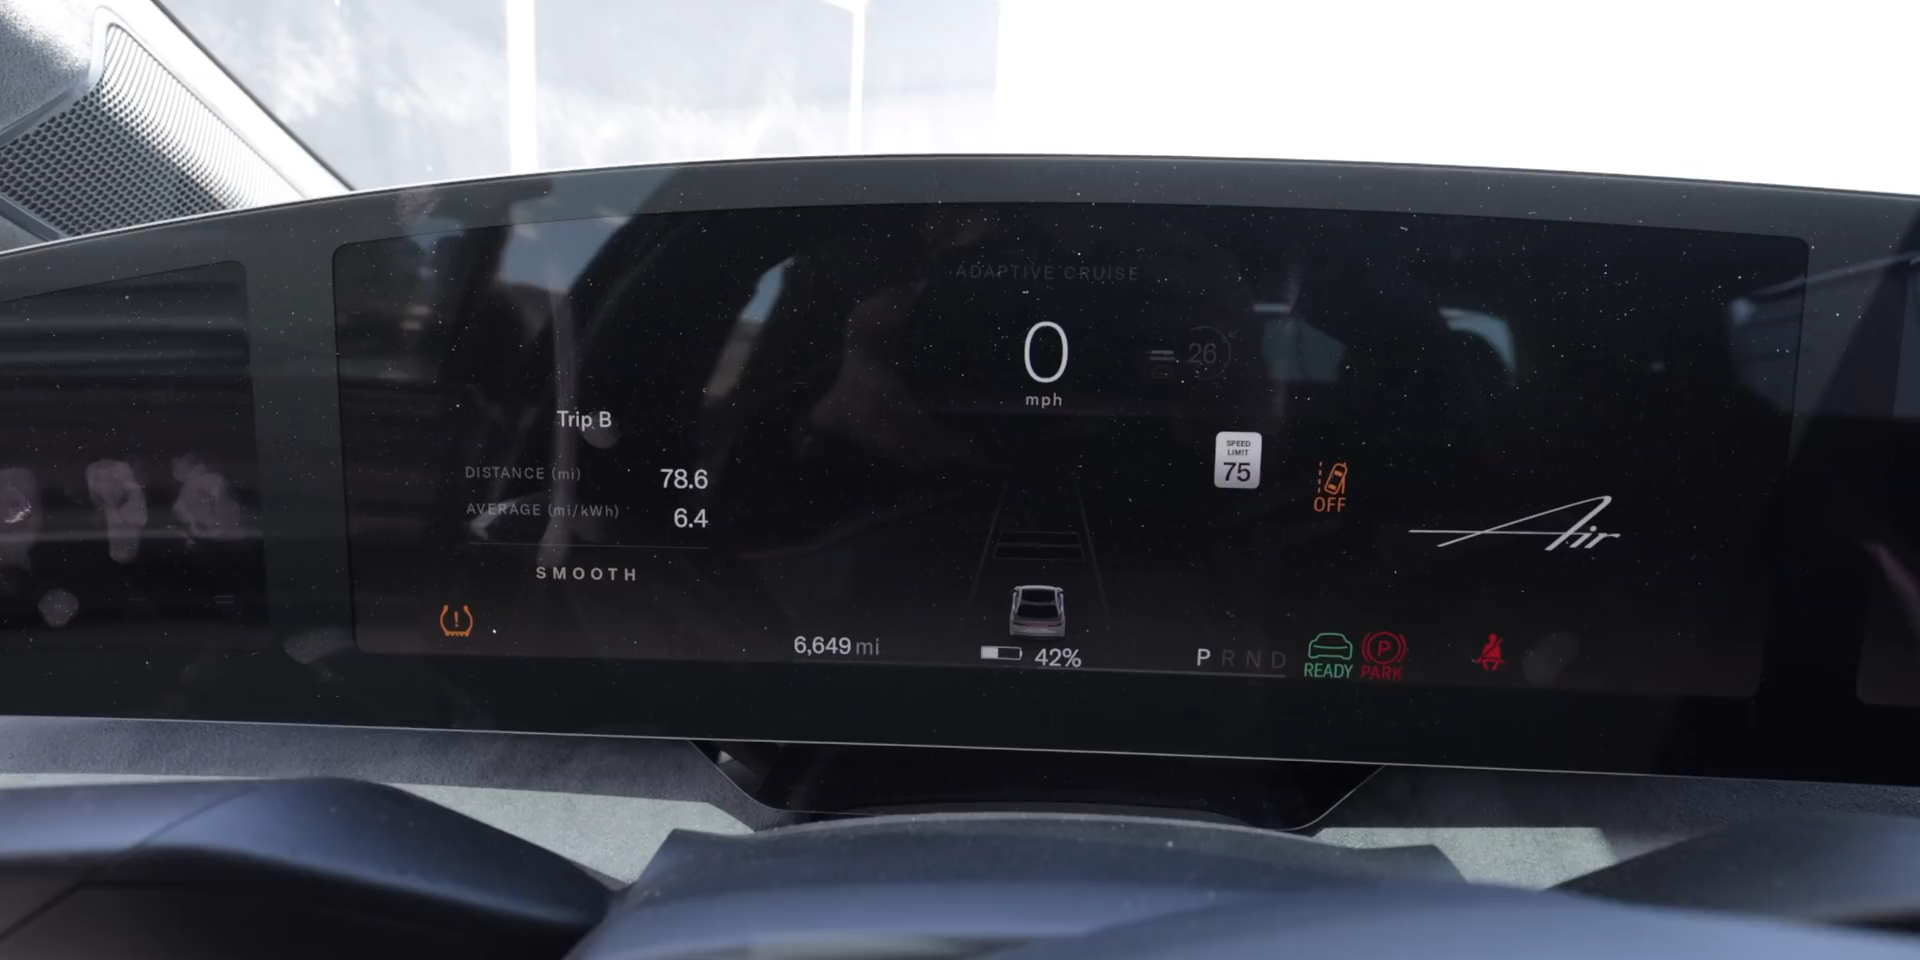 ADAPTIVE CRUISE
0
26
mph
Trip B
DISTANCE (mi) 78.6
AVERAGE (mi/kWh) 6.4
SMOOTH
SPEED
LIMIT
75
OFF
Air
!
6,649 mi
42%
P R N D
READY
P
PARK